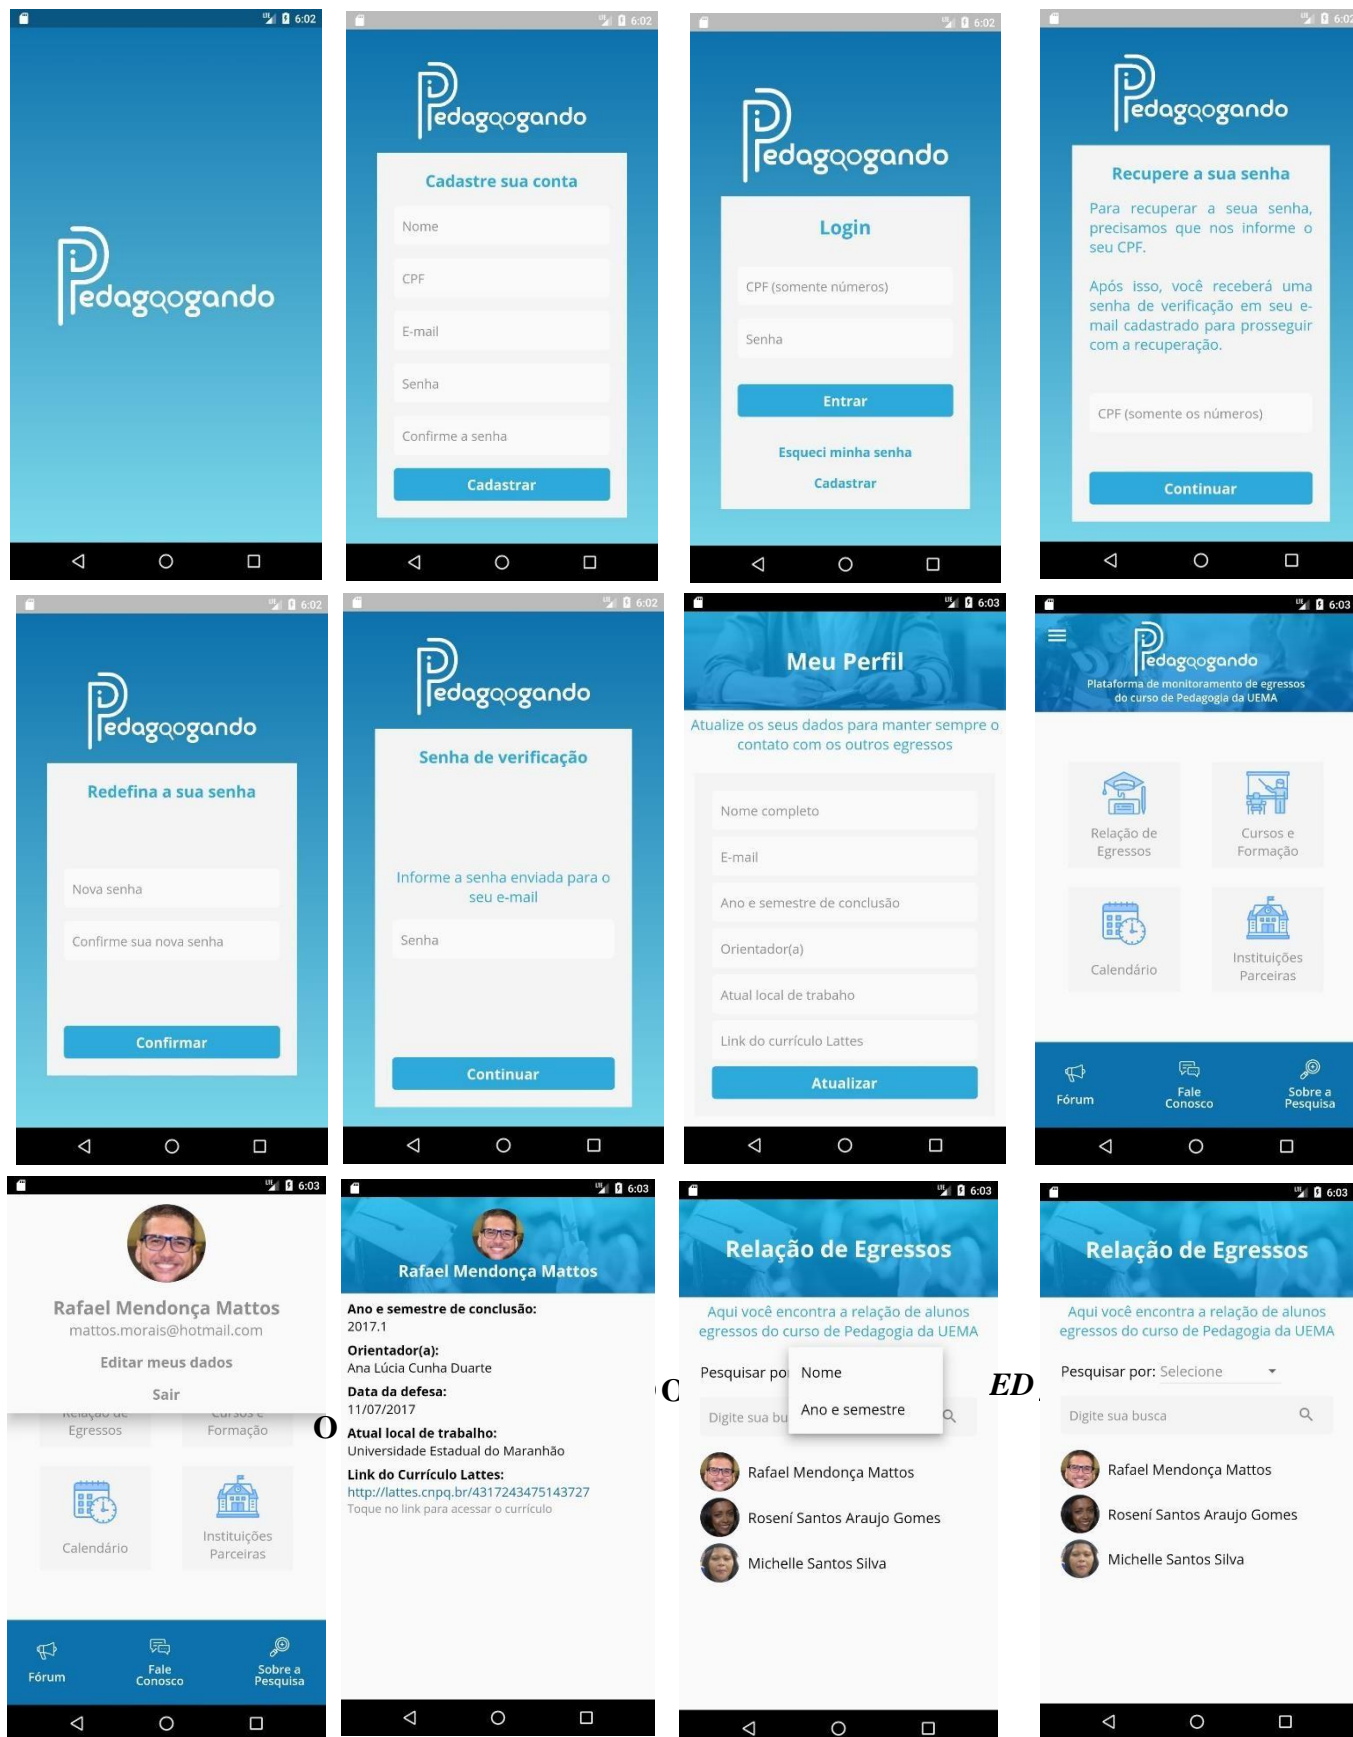 6:02
Pedagogando
6:02
Pedagogando
Cadastre sua conta
Nome
CPF
E-mail
Senha
Confirme a senha
Cadastrar
6:02
Pedagogando
Login
CPF (somente números)
Senha
Entrar
Esqueci minha senha
Cadastrar
6:02
Pedagogando
Recupere a sua senha
Para recuperar a seua senha,
precisamos que nos informe o
seu CPF.
Após isso, você receberá uma
senha de verificação em seu e-
mail cadastrado para prosseguir
com a recuperação.
CPF (somente os números)
Continuar
6:02
Pedagogando
Redefina a sua senha
Nova senha
Confirme sua nova senha
Confirmar
6:02
Pedagogando
Senha de verificação
Informe a senha enviada para o
seu e-mail
Senha
Continuar
6:03
Meu Perfil
Atualize os seus dados para manter sempre o
contato com os outros egressos
Nome completo
E-mail
Ano e semestre de conclusão
Orientador(a)
Atual local de trabaho
Link do currículo Lattes
Atualizar
6:03
Pedagogando
Plataforma de monitoramento de egressos
do curso de Pedagogia da UEMA
Relação de
Egressos
Cursos e
Formação
Calendário
Instituições
Parceiras
Fórum
Fale
Conosco
Sobre a
Pesquisa
6:03
Rafael Mendonça Mattos
mattos.morais@hotmail.com
Editar meus dados
Sair
Relação de
Egressos
Cursos e
Formação
Calendário
Instituições
Parceiras
Fórum
Fale
Conosco
Sobre a
Pesquisa
O
6:03
Rafael Mendonça Mattos
Ano e semestre de conclusão:
2017.1
Orientador(a):
Ana Lúcia Cunha Duarte
Data da defesa:
11/07/2017
Atual local de trabalho:
Universidade Estadual do Maranhão
Link do Currículo Lattes:
http://lattes.cnpq.br/4317243475143727
Toque no link para acessar o currículo
6:03
Relação de Egressos
Aqui você encontra a relação de alunos
egressos do curso de Pedagogia da UEMA
Pesquisar po
Nome
Ano e semestre
Digite sua bu
Rafael Mendonça Mattos
Rosení Santos Araujo Gomes
Michelle Santos Silva
ED
6:03
Relação de Egressos
Aqui você encontra a relação de alunos
egressos do curso de Pedagogia da UEMA
Pesquisar por: Selecione
Digite sua busca
Rafael Mendonça Mattos
Rosení Santos Araujo Gomes
Michelle Santos Silva